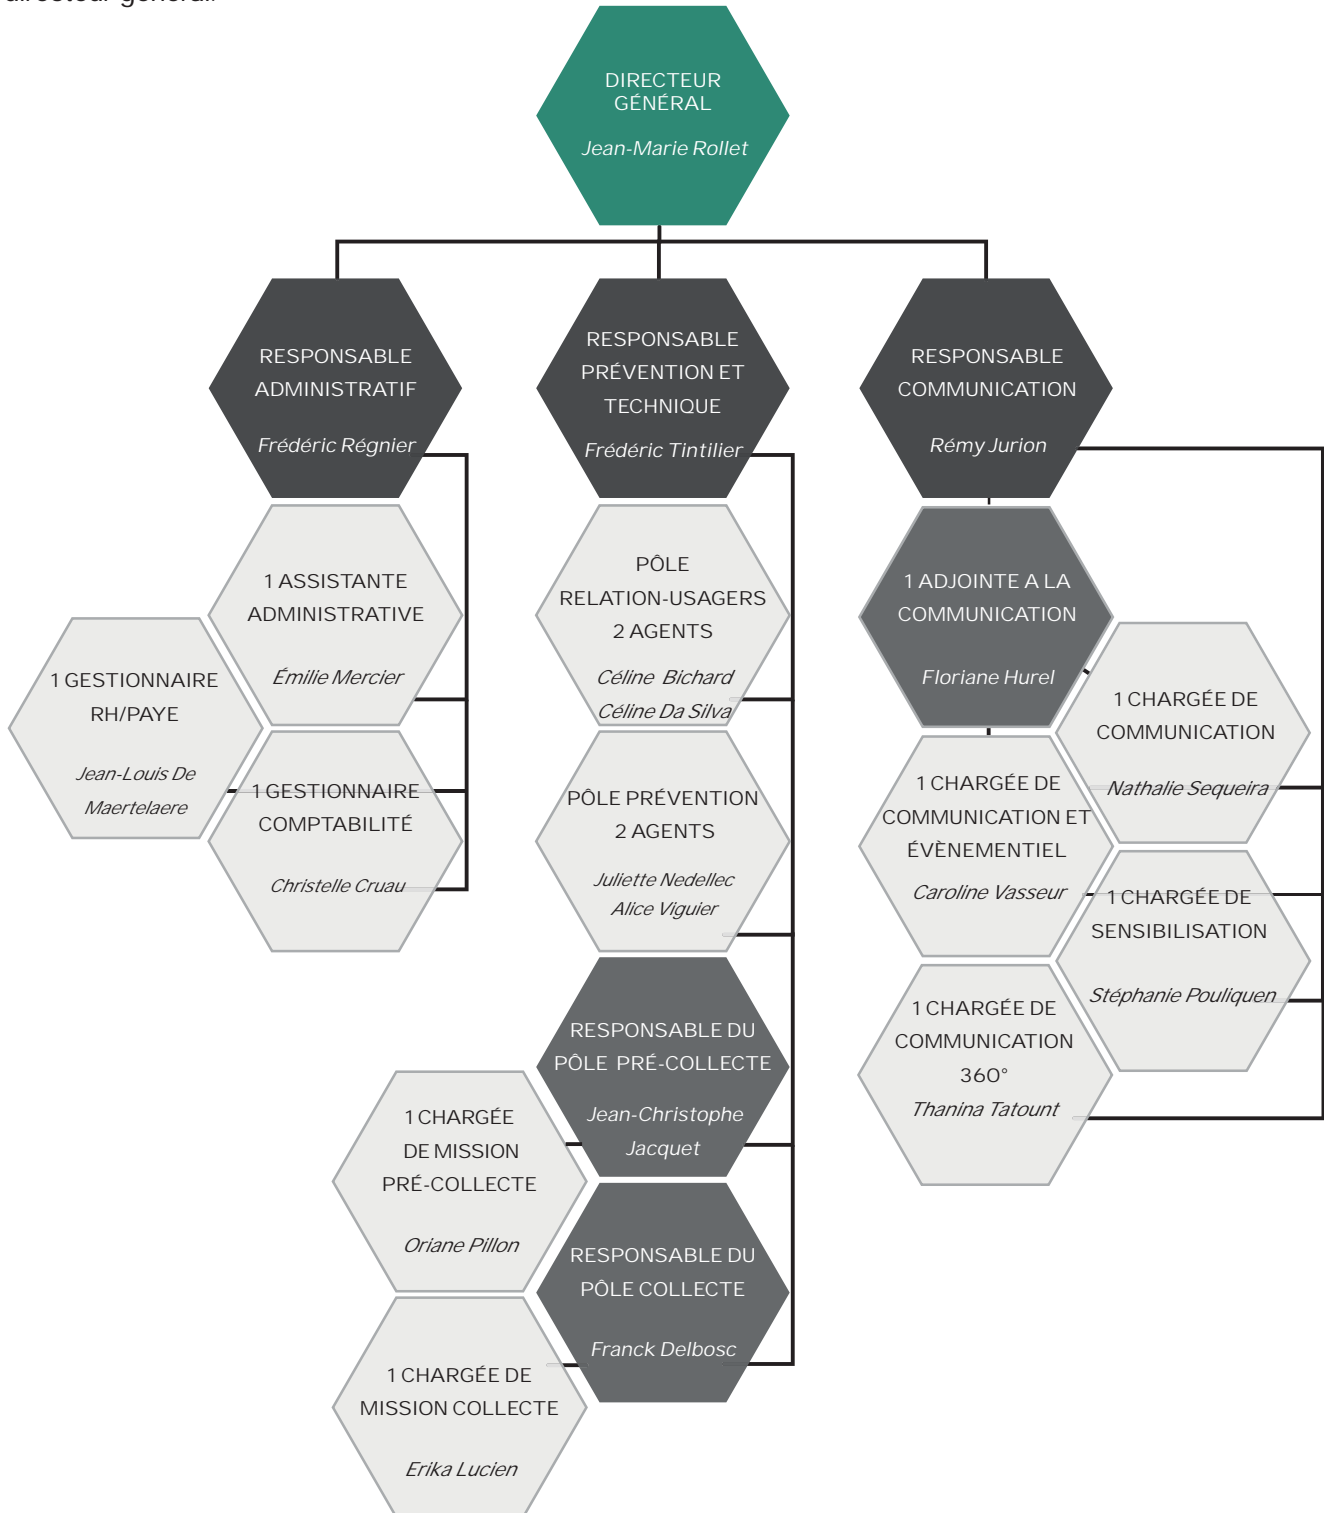 directeur général.
DIRECTEUR
GÉNÉRAL
Jean-Marie Rollet
RESPONSABLE
ADMINISTRATIF
Frédéric Régnier
RESPONSABLE
PRÉVENTION ET
TECHNIQUE
Frédéric Tintilier
RESPONSABLE
COMMUNICATION
Rémy Jurion
1 ASSISTANTE
ADMINISTRATIVE
Émilie Mercier
1 GESTIONNAIRE
RH/PAYE
Jean-Louis De
Maertelaere
1 GESTIONNAIRE
COMPTABILITÉ
Christelle Cruau
PÔLE
RELATION-USAGERS
2 AGENTS
Céline Bichard
Céline Da Silva
PÔLE PRÉVENTION
2 AGENTS
Juliette Nedellec
Alice Viguier
RESPONSABLE DU
PÔLE PRÉ-COLLECTE
Jean-Christophe
Jacquet
1 CHARGÉE
DE MISSION
PRÉ-COLLECTE
Oriane Pillon
RESPONSABLE DU
PÔLE COLLECTE
Franck Delbosc
1 CHARGÉE DE
MISSION COLLECTE
Erika Lucien
1 ADJOINTE A LA
COMMUNICATION
Floriane Hurel
1 CHARGÉE DE
COMMUNICATION
Nathalie Sequeira
1 CHARGÉE DE
COMMUNICATION ET
ÉVÈNEMENTIEL
Caroline Vasseur
1 CHARGÉE DE
SENSIBILISATION
Stéphanie Pouliquen
1 CHARGÉE DE
COMMUNICATION
360°
Thanina Tatount